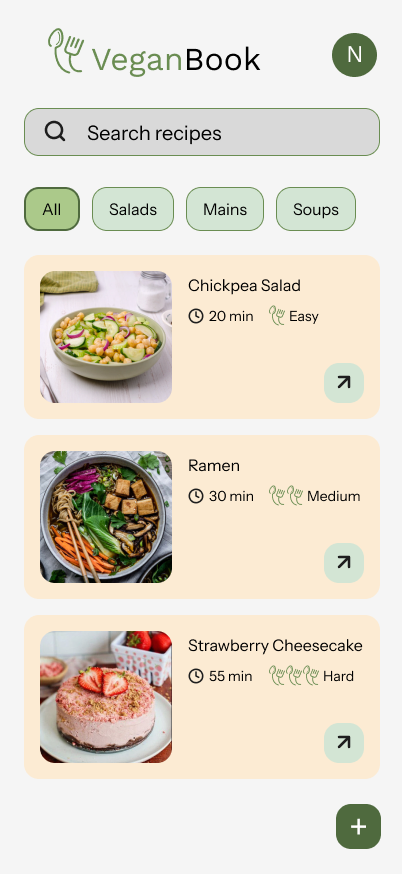 VeganBook
N
Search recipes
All Salads Mains Soups
Chickpea Salad
20 min Easy
Ramen
30 min Medium
Strawberry Cheesecake
55 min Hard
+